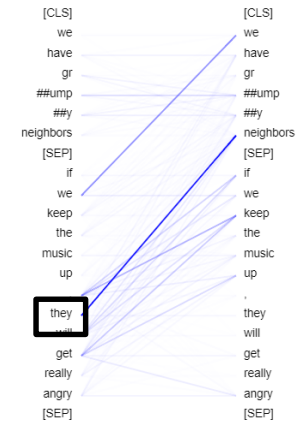 [CLS]
we
have
gr
##ump
##y
neighbors
[SEP]
if
we
keep
the
music
up
they
will
get
really
angry
[SEP]
[CLS]
we
have
gr
##ump
##y
neighbors
[SEP]
if
we
keep
the
music
up
,
they
will
get
really
angry
[SEP]